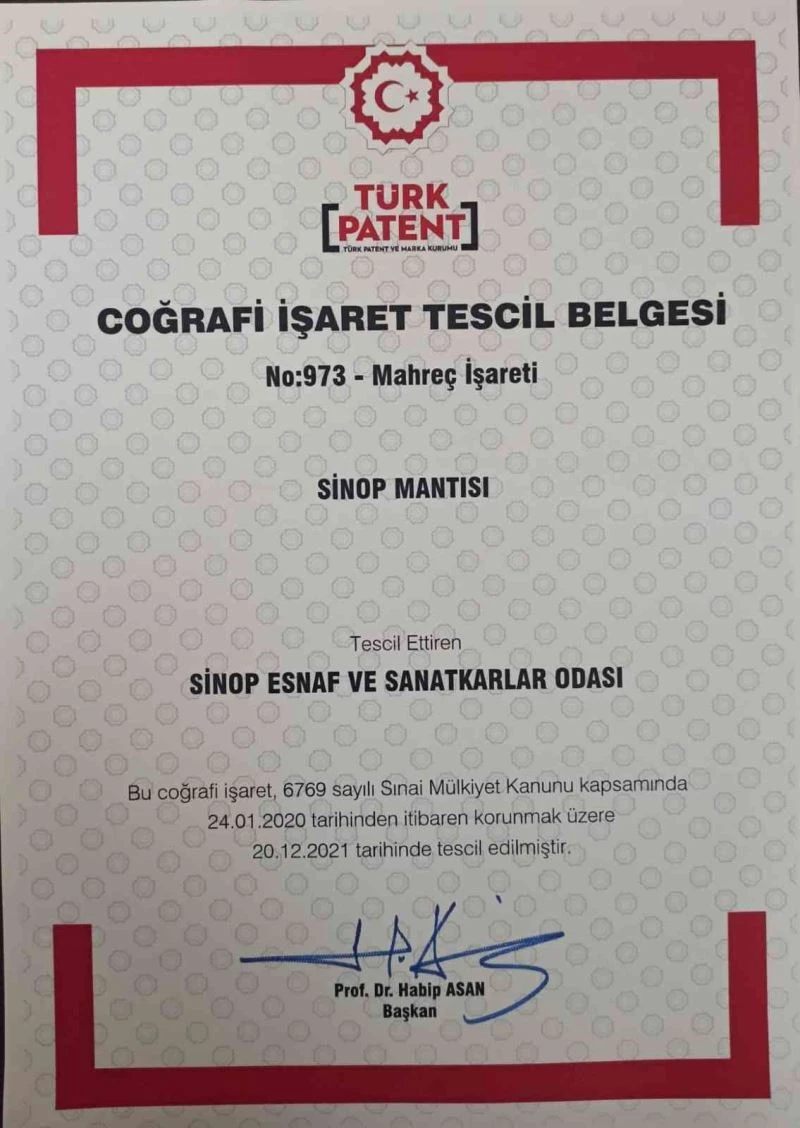 TÜRK
PATENT
TÜRK PATENT VE MARKA KURUMU
COĞRAFİ İŞARET TESCİL BELGESİ
No:973 - Mahreç İşareti
SİNOP MANTISI
Tescil Ettiren
SİNOP ESNAF VE SANATKARLAR ODASI
Bu coğrafi işaret, 6769 sayılı Sınai Mülkiyet Kanunu kapsamında
24.01.2020 tarihinden itibaren korunmak üzere
20.12.2021 tarihinde tescil edilmiştir.
Prof. Dr. Habip ASAN
Başkan